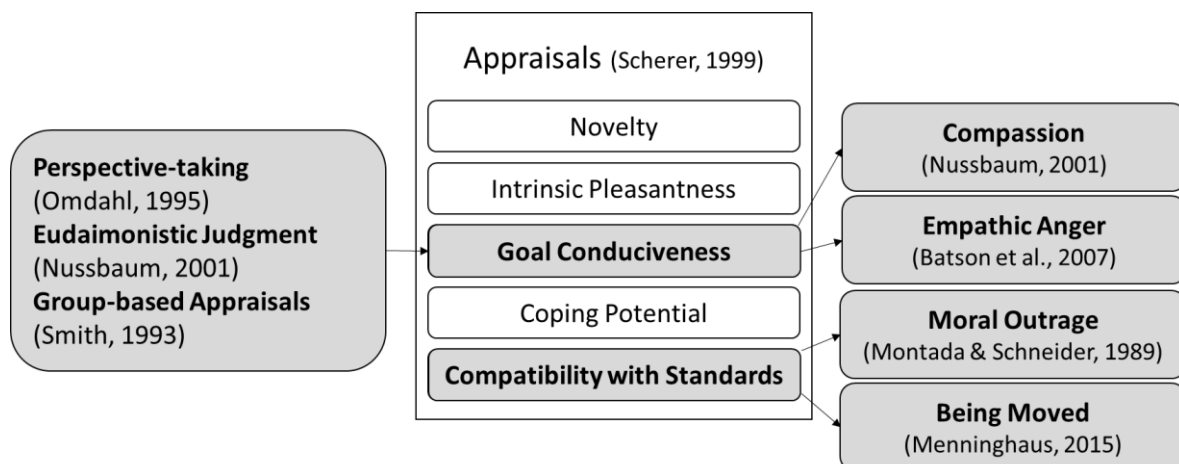 Perspective-taking
(Omdahl, 1995)
Eudaimonistic Judgment
(Nussbaum, 2001)
Group-based Appraisals
(Smith, 1993)
Appraisals (Scherer, 1999)
Novelty
Intrinsic Pleasantness
Goal Conduciveness
Coping Potential
Compatibility with Standards
Compassion
(Nussbaum, 2001)
Empathic Anger
(Batson et al., 2007)
Moral Outrage
(Montada & Schneider, 1989)
Being Moved
(Menninghaus, 2015)